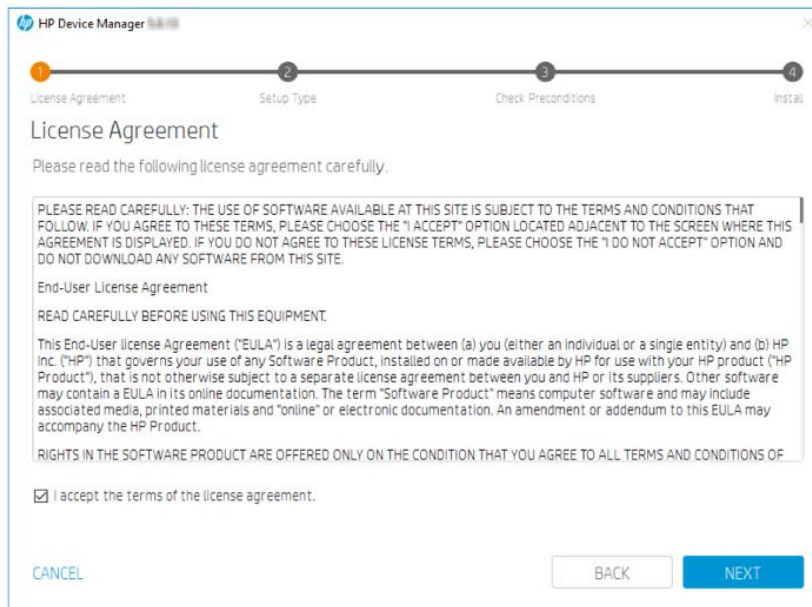 hp HP Device Manager
1 2 3 4
License Agreement Setup Type Check Preconditions Install
License Agreement
Please read the following license agreement carefully.
PLEASE READ CAREFULLY: THE USE OF SOFTWARE AVAILABLE AT THIS SITE IS SUBJECT TO THE TERMS AND CONDITIONS THAT
FOLLOW. IF YOU AGREE TO THESE TERMS, PLEASE CHOOSE THE "I ACCEPT" OPTION LOCATED ADJACENT TO THE SCREEN WHERE THIS
AGREEMENT IS DISPLAYED. IF YOU DO NOT AGREE TO THESE LICENSE TERMS, PLEASE CHOOSE THE "I DO NOT ACCEPT" OPTION AND
DO NOT DOWNLOAD ANY SOFTWARE FROM THIS SITE.
End-User License Agreement
READ CAREFULLY BEFORE USING THIS EQUIPMENT.
This End-User license Agreement ("EULA") is a legal agreement between (a) you (either an individual or a single entity) and (b) HP
Inc. ("HP") that governs your use of any Software Product, installed on or made available by HP for use with your HP product ("HP
Product"), that is not otherwise subject to a separate license agreement between you and HP or its suppliers. Other software
may contain a EULA in its online documentation. The term "Software Product" means computer software and may include
associated media, printed materials and "online" or electronic documentation. An amendment or addendum to this EULA may
accompany the HP Product.
RIGHTS IN THE SOFTWARE PRODUCT ARE OFFERED ONLY ON THE CONDITION THAT YOU AGREE TO ALL TERMS AND CONDITIONS OF
I accept the terms of the license agreement.
CANCEL BACK NEXT